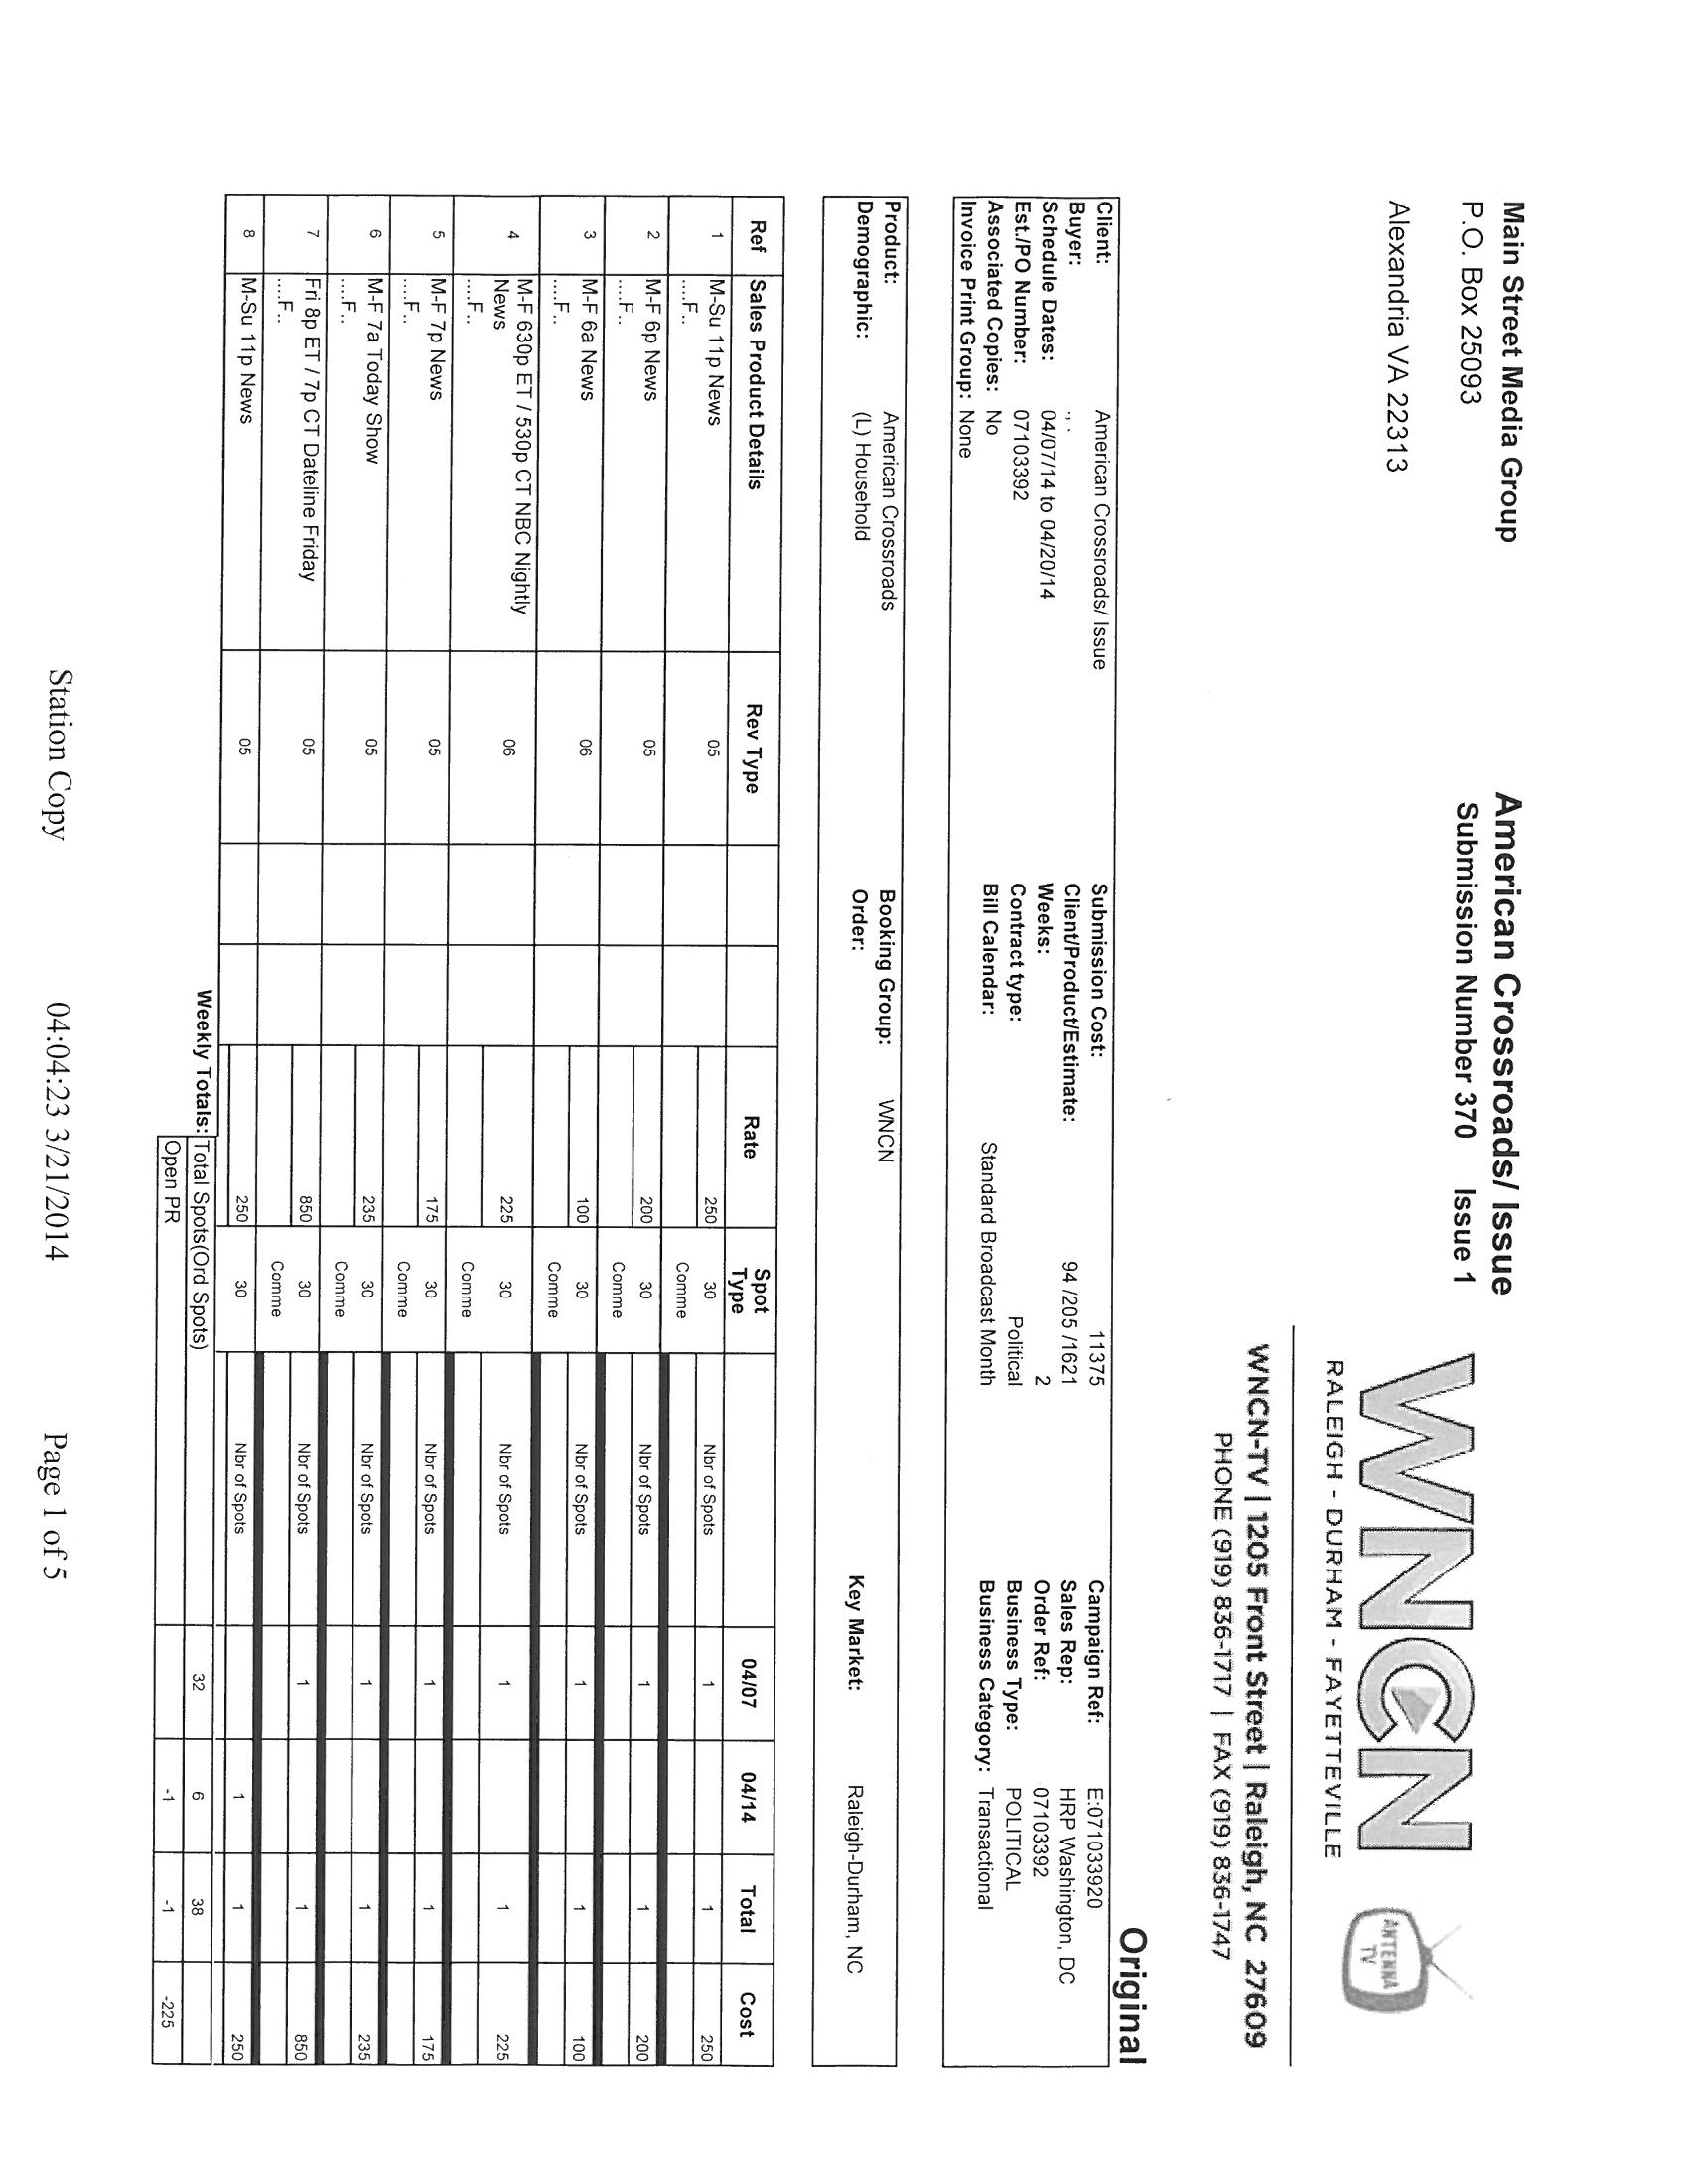 Main Street Media Group
P.O. Box 25093
Alexandria VA 22313
American Crossroads/ Issue
Submission Number 370 Issue 1
WNCN
RALEIGH - DURHAM - FAYETTEVILLE
ANTENNA
TV
WNCN-TV | 1205 Front Street | Raleigh, NC 27609
PHONE (919) 836-1717 | FAX (919) 836-1747
Original
Client: American Crossroads/ Issue Submission Cost: 11375 Campaign Ref: E:071033920
Buyer: Client/Product/Estimate: 94 /205 /1621 Sales Rep: HRP Washington, DC
Schedule Dates: 04/07/14 to 04/20/14 Weeks: 2 Order Ref: 07103392
Est./PO Number: 07103392 Contract type: Political Business Type: POLITICAL
Associated Copies: No Bill Calendar: Standard Broadcast Month Business Category: Transactional
Invoice Print Group: None
Product: American Crossroads Booking Group: WNCN
Demographic: (L) Household Order: Key Market: Raleigh-Durham, NC
Ref Sales Product Details Rev Type Rate Spot Type 04/07 04/14 Total Cost
1 M-Su 11p News 05 250 30 Nbr of Spots 1 1 250
....F.. Comme
2 M-F 6p News 05 200 30 Nbr of Spots 1 1 200
....F.. Comme
3 M-F 6a News 06 100 30 Nbr of Spots 1 1 100
....F.. Comme
4 M-F 630p ET / 530p CT NBC Nightly 06 225 30 Nbr of Spots 1 1 225
News
....F.. Comme
5 M-F 7p News 05 175 30 Nbr of Spots 1 1 175
....F.. Comme
6 M-F 7a Today Show 05 235 30 Nbr of Spots 1 1 235
....F.. Comme
7 Fri 8p ET / 7p CT Dateline Friday 05 850 30 Nbr of Spots 1 1 850
....F.. Comme
8 M-Su 11p News 05 250 30 Nbr of Spots 1 1 250
Weekly Totals: Total Spots(Ord Spots) 32 6 38
Open PR -1 -1 -225
Station Copy 04:04:23 3/21/2014 Page 1 of 5